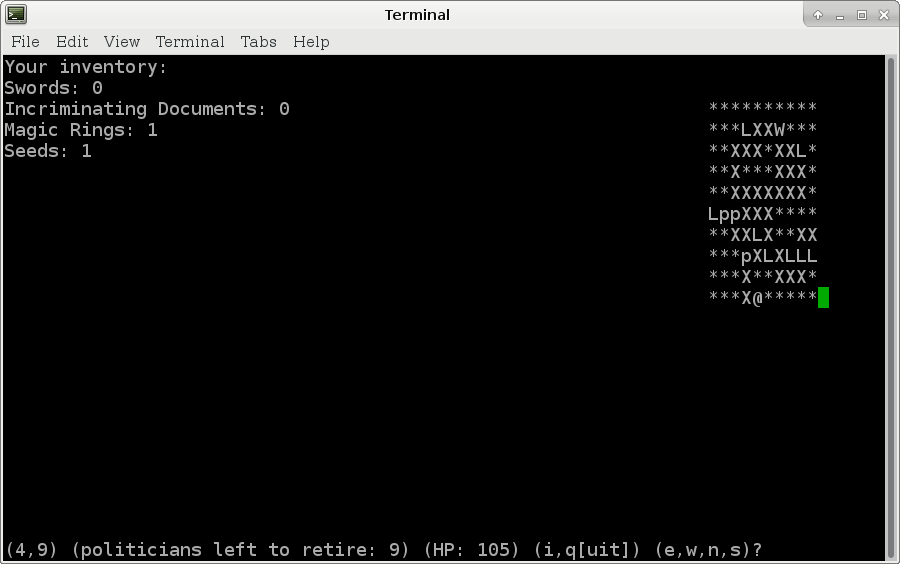 Terminal
File Edit View Terminal Tabs Help
Your inventory:
Swords: 0
Incriminating Documents: 0
Magic Rings: 1
Seeds: 1
**********
***LXXW***
**XXX*XXL*
**X***XXX*
**XXXXXXX*
LppXXX****
**XXLX**XX
***pXLXLLL
***X**XXX*
***X@*****
(4,9) (politicians left to retire: 9) (HP: 105) (i,q[uit]) (e,w,n,s)?